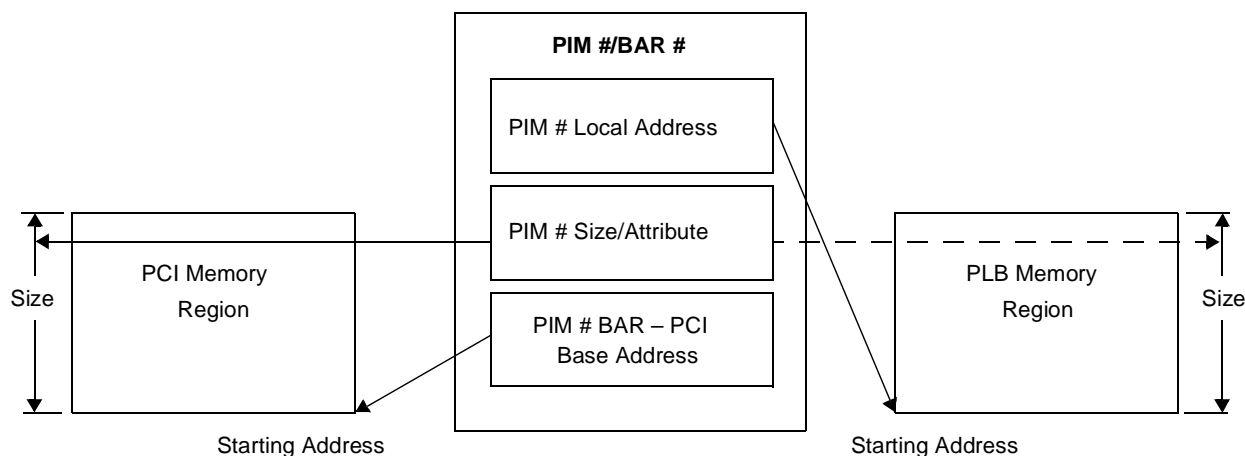 PIM #/BAR #
PIM # Local Address
PIM # Size/Attribute
PIM # BAR – PCI
Base Address
PCI Memory
Region
Size
Starting Address
PLB Memory
Region
Size
Starting Address